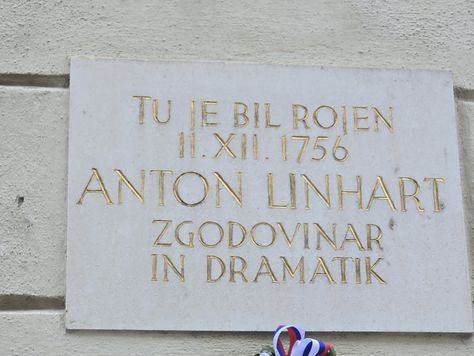 TU JE BIL ROJEN
11.XII.1756
ANTON LINHART
ZGODOVINAR
IN DRAMATIK